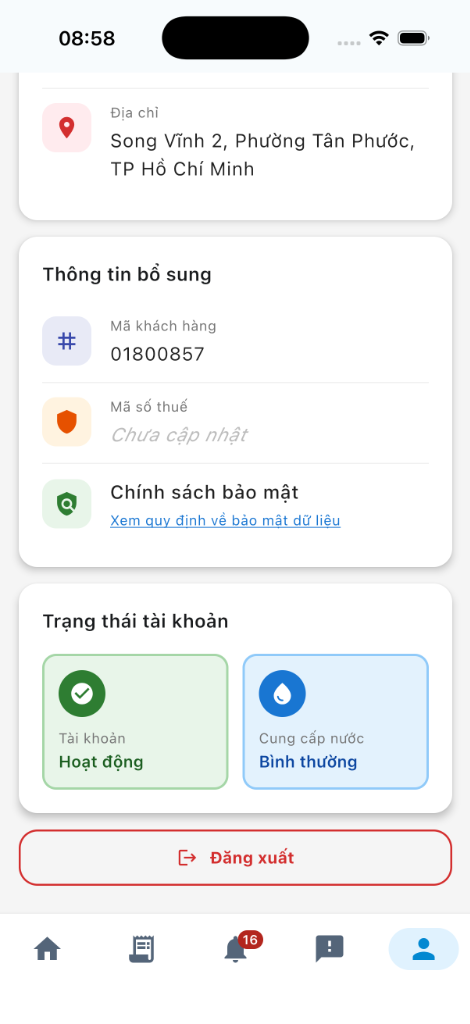 08:58
Địa chỉ
Song Vĩnh 2, Phường Tân Phước,
TP Hồ Chí Minh
Thông tin bổ sung
Mã khách hàng
01800857
Mã số thuế
Chưa cập nhật
Chính sách bảo mật
Xem quy định về bảo mật dữ liệu
Trạng thái tài khoản
Tài khoản
Hoạt động
Cung cấp nước
Bình thường
Đăng xuất
16